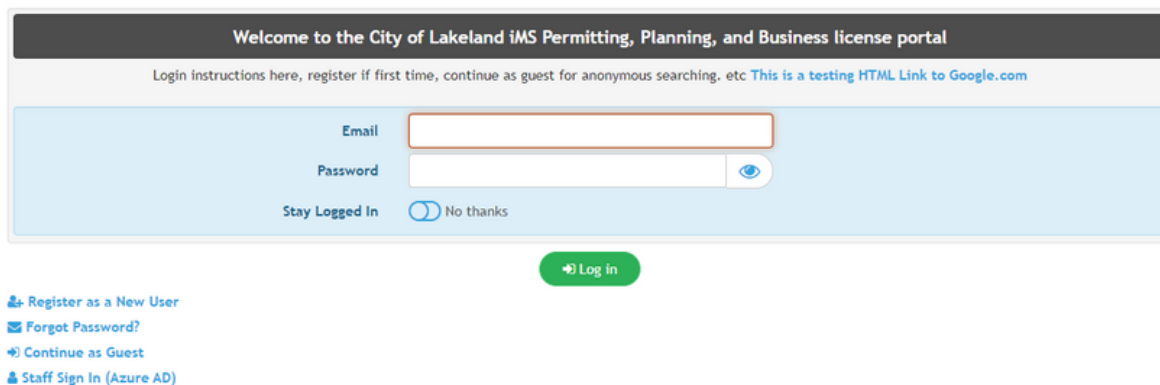 Welcome to the City of Lakeland iMS Permitting, Planning, and Business license portal
Login instructions here, register if first time, continue as guest for anonymous searching. etc This is a testing HTML Link to Google.com
Email
Password
Stay Logged In No thanks
Log in
Register as a New User
Forgot Password?
Continue as Guest
Staff Sign In (Azure AD)